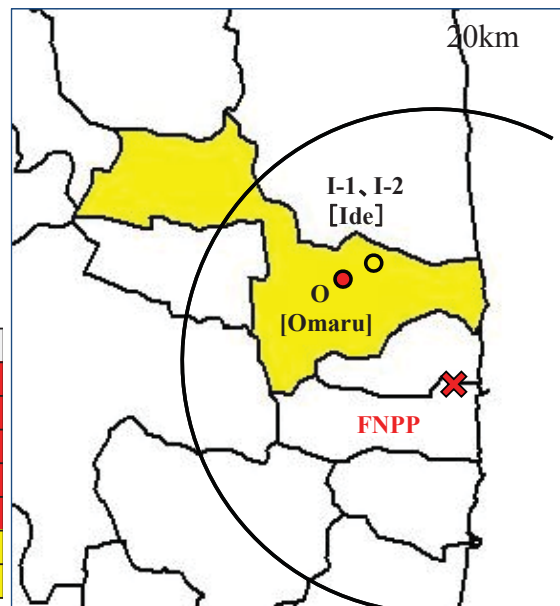 20km
I-1、I-2
[Ide]
O
[Omaru]
FNPP